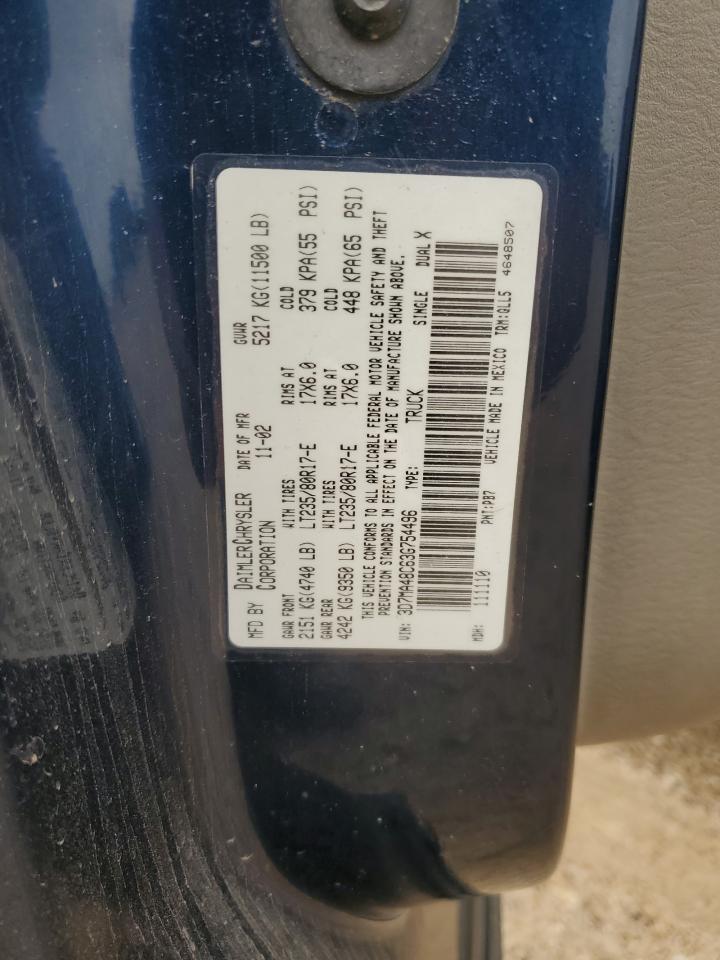 MFD BY DAIMLERCHRYSLER CORPORATION DATE OF MFR 11-02 GVWR 5217 KG(11500 LB)
GAWR FRONT WITH TIRES RIMS AT COLD
2151 KG(4740 LB) LT235/80R17-E 17X6.0 379 KPA(55 PSI)
GAWR REAR WITH TIRES RIMS AT COLD
4242 KG(9350 LB) LT235/80R17-E 17X6.0 448 KPA(65 PSI)
THIS VEHICLE CONFORMS TO ALL APPLICABLE FEDERAL MOTOR VEHICLE SAFETY AND THEFT
PREVENTION STANDARDS IN EFFECT ON THE DATE OF MANUFACTURE SHOWN ABOVE.
VIN: 3D7MA48C63G754496 TYPE: TRUCK SINGLE DUAL X
MDH: 111110 PNT:PB7 VEHICLE MADE IN MEXICO TRM:QLL5 4648507